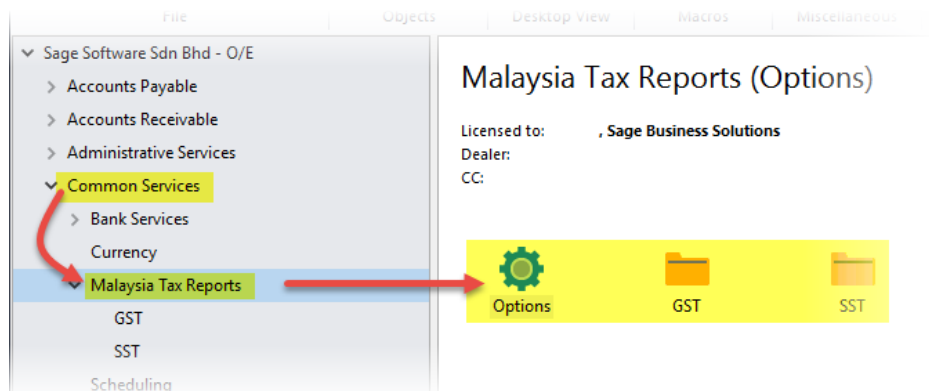 File
Objects
Desktop View
Macros
Miscellaneous
Sage Software Sdn Bhd - O/E
Accounts Payable
Accounts Receivable
Administrative Services
Common Services
Bank Services
Currency
Malaysia Tax Reports
GST
SST
Scheduling
Malaysia Tax Reports (Options)
Licensed to: , Sage Business Solutions
Dealer:
CC:
Options
GST
SST